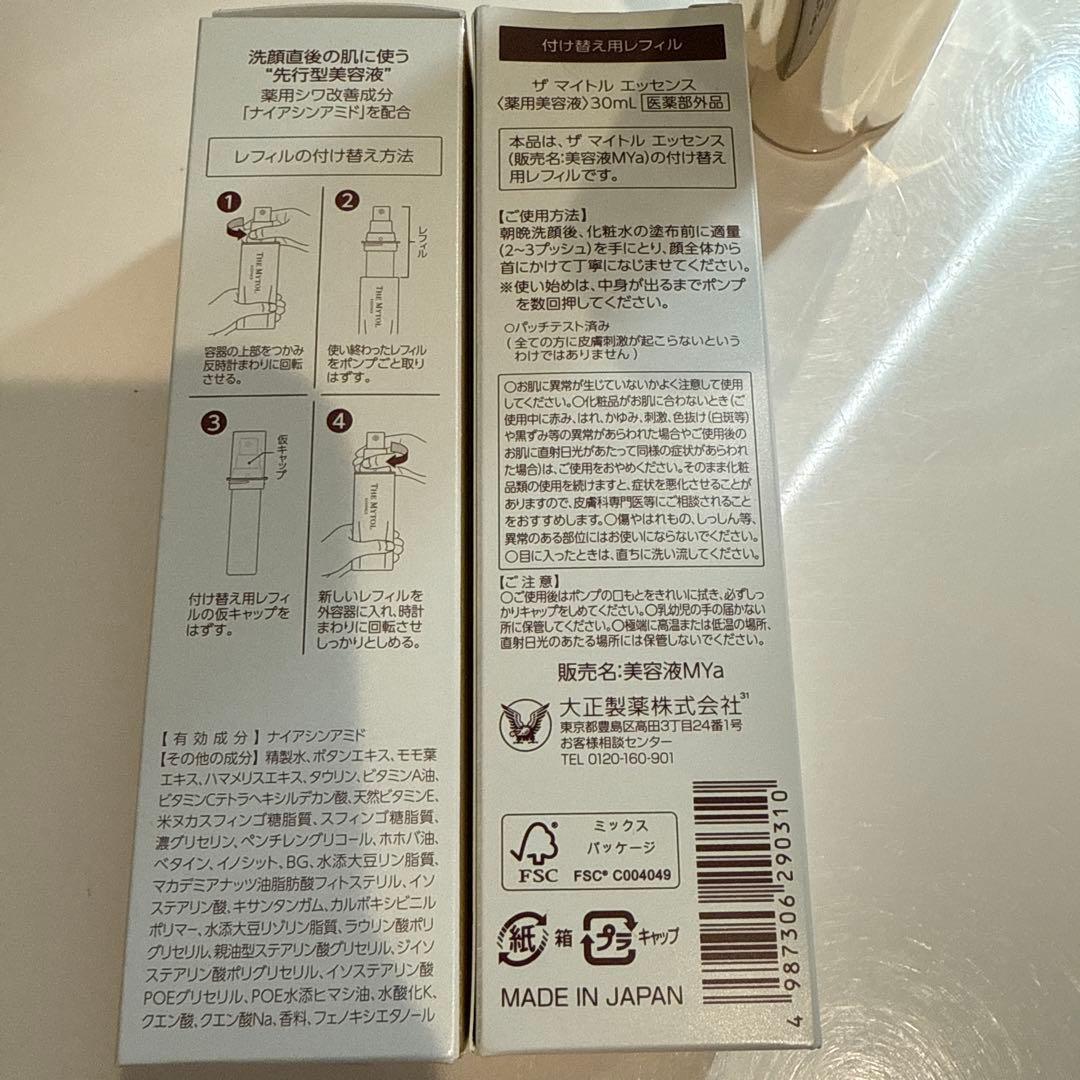 洗顔直後の肌に使う
"先行型美容液"
薬用シワ改善成分
「ナイアシンアミド」を配合
レフィルの付け替え方法
1
THE MYTOL
容器の上部をつかみ
反時計まわりに回転
させる。
2
レフィル
THE MYTOL
使い終わったレフィル
をポンプごと取り
はずす。
3
仮キャップ
付け替え用レフィ
ルの仮キャップを
はずす。
4
THE MYTOL
新しいレフィルを
外容器に入れ、時計
まわりに回転させ
しっかりとしめる。
【有効成分】ナイアシンアミド
【その他の成分】精製水、ボタンエキス、モモ葉
エキス、ハマメリスエキス、タウリン、ビタミンA油、
ビタミンCテトラヘキシルデカン酸、天然ビタミンE、
米ヌカスフィンゴ糖脂質、スフィンゴ糖脂質、
濃グリセリン、ペンチレングリコール、ホホバ油、
ベタイン、イノシット、BG、水添大豆リン脂質、
マカデミアナッツ油脂肪酸フィトステリル、イソ
ステアリン酸、キサンタンガム、カルボキシビニル
ポリマー、水添大豆リゾリン脂質、ラウリン酸ポリ
グリセリル、親油型ステアリン酸グリセリル、ジイソ
ステアリン酸ポリグリセリル、イソステアリン酸
POEグリセリル、POE水添ヒマシ油、水酸化K、
クエン酸、クエン酸Na、香料、フェノキシエタノール
付け替え用レフィル
ザ マイトル エッセンス
〈薬用美容液〉30mL 医薬部外品
本品は、ザ マイトル エッセンス
(販売名:美容液MYa)の付け替え
用レフィルです。
【ご使用方法】
朝晩洗顔後、化粧水の塗布前に適量
(2~3プッシュ)を手にとり、顔全体から
首にかけて丁寧になじませてください。
※使い始めは、中身が出るまでポンプ
を数回押してください。
○パッチテスト済み
(全ての方に皮膚刺激が起こらないという
わけではありません)
○お肌に異常が生じていないかよく注意して使用
してください。○化粧品がお肌に合わないとき(ご
使用中に赤み、はれ、かゆみ、刺激、色抜け(白斑等)
や黒ずみ等の異常があらわれた場合やご使用後の
お肌に直射日光があたって同様の症状があらわれ
た場合)は、ご使用をおやめください。そのまま化粧
品類の使用を続けますと、症状を悪化させることが
ありますので、皮膚科専門医等にご相談されること
をおすすめします。○傷やはれもの、しっしん等、
異常のある部位にはお使いにならないでください。
○目に入ったときは、直ちに洗い流してください。
【ご注意】
○ご使用後はポンプの口もとをきれいに拭き、必ずしっ
かりキャップをしめてください。○乳幼児の手の届かない
所に保管してください。○極端に高温または低温の場所、
直射日光のあたる場所には保管しないでください。
販売名:美容液MYa
大正製薬株式会社31
東京都豊島区高田3丁目24番1号
お客様相談センター
TEL 0120-160-901
FSC
ミックス
パッケージ
FSC® C004049
紙 箱 プラ キャップ
MADE IN JAPAN
4 987306 290310